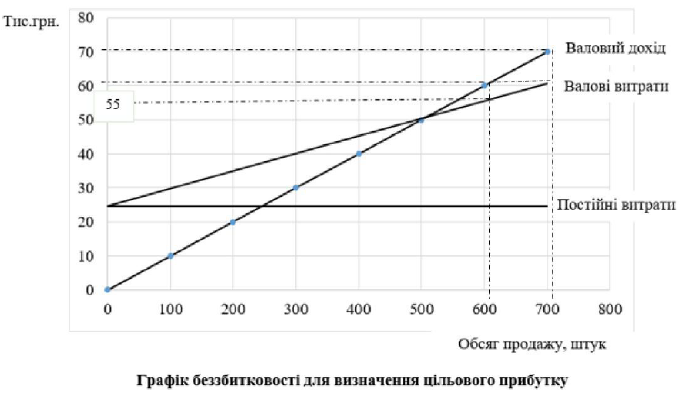 Тис.грн.
80
70
Валовий дохід
60
Валові витрати
55
50
40
30
Постійні витрати
20
10
0
0 100 200 300 400 500 600 700 800
Обсяг продажу, штук
Графік беззбитковості для визначення цільового прибутку